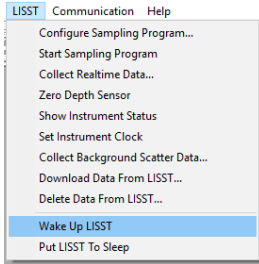 LISST Communication Help
Configure Sampling Program...
Start Sampling Program
Collect Realtime Data...
Zero Depth Sensor
Show Instrument Status
Set Instrument Clock
Collect Background Scatter Data...
Download Data From LISST...
Delete Data From LISST...
Wake Up LISST
Put LISST To Sleep